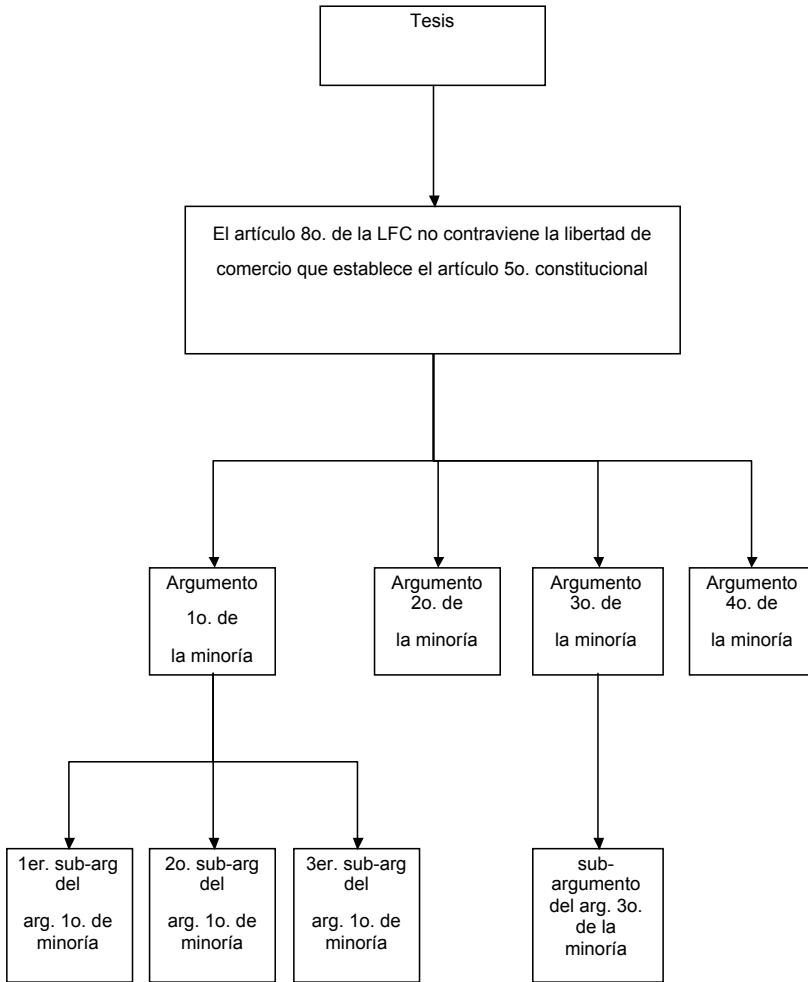 Tesis
El artículo 8o. de la LFC no contraviene la libertad de
comercio que establece el artículo 5o. constitucional
Argumento
1o. de
la minoría
Argumento
2o. de
la minoría
Argumento
3o. de
la minoría
Argumento
4o. de
la minoría
1er. sub-arg
del
arg. 1o. de
minoría
2o. sub-arg
del
arg. 1o. de
minoría
3er. sub-arg
del
arg. 1o. de
minoría
sub-
argumento
del arg. 3o.
de la
minoría